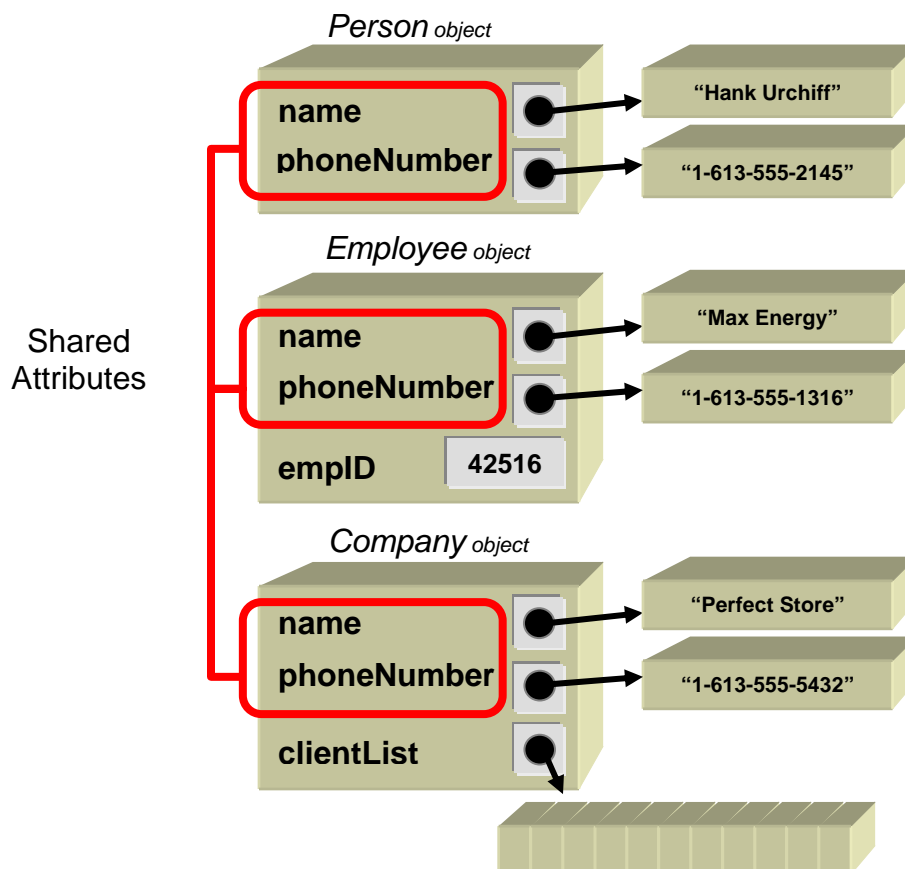 Person object
name
phoneNumber
“Hank Urchiff”
“1-613-555-2145”
Employee object
name
phoneNumber
empID
42516
“Max Energy”
“1-613-555-1316”
Shared
Attributes
Company object
name
phoneNumber
clientList
“Perfect Store”
“1-613-555-5432”